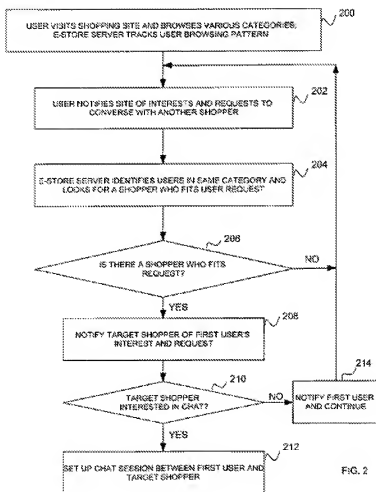 200
USER VISITS SHOPPING SITE AND BROWSES VARIOUS CATEGORIES;
E-STORE SERVER TRACKS USER BROWSING PATTERN
202
USER NOTIFIES SITE OF INTERESTS AND REQUESTS TO
CONVERSE WITH ANOTHER SHOPPER
204
E-STORE SERVER IDENTIFIES USERS IN SAME CATEGORY AND
LOOKS FOR A SHOPPER WHO FITS USER REQUEST
206
IS THERE A SHOPPER WHO FITS
REQUEST?
NO
YES
208
NOTIFY TARGET SHOPPER OF FIRST USER'S
INTEREST AND REQUEST
210
TARGET SHOPPER
INTERESTED IN CHAT?
NO
214
NOTIFY FIRST USER
AND CONTINUE
YES
212
SET UP CHAT SESSION BETWEEN FIRST USER AND
TARGET SHOPPER
FIG. 2